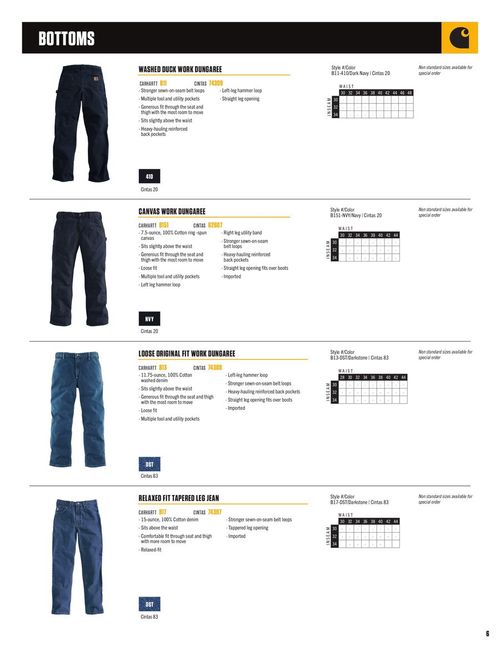 BOTTOMS
WASHED DUCK WORK DUNGAREE
CARHARTT B11 CINTAS 74309
- Stronger sewn-on-seam belt loops
- Multiple tool and utility pockets
- Generous fit through the seat and
thigh with the most room to move
- Sits slightly above the waist
- Heavy-hauling reinforced
back pockets
- Left-leg hammer loop
- Straight leg opening
410
Cintas 20
Style #/Color
B11-410/Dark Navy | Cintas 20
WAIST
30 32 34 36 38 40 42 44 46 48
INSEAM
30
32
34
Non standard sizes available for
special order
CANVAS WORK DUNGAREE
CARHARTT B151 CINTAS
- 7.5-ounce, 100% Cotton ring-spun
canvas
- Sits slightly above the waist
- Generous fit through the seat and
thigh with the most room to move
- Loose fit
- Multiple tool and utility pockets
- Left leg hammer loop
- Right leg utility band
- Stronger sewn-on-seam
belt loops
- Heavy hauling reinforced
back pockets
- Straight leg opening fits over boots
- Imported
NVY
Cintas 20
Style #/Color
B151-NVY/Navy | Cintas 20
WAIST
30 32 34 36 38 40 42 44
INSEAM
30
32
34
Non standard sizes available for
special order
LOOSE ORIGINAL FIT WORK DUNGAREE
CARHARTT B13 CINTAS 74389
- 11.75-ounce, 100% Cotton
washed denim
- Sits slightly above the waist
- Generous fit through the seat and thigh
with the most room to move
- Loose fit
- Multiple tool and utility pockets
- Left-leg hammer loop
- Stronger sewn-on-seam belt loops
- Heavy-hauling reinforced back pockets
- Straight leg opening fits over boots
- Imported
DST
Cintas 83
Style #/Color
B13-DST/Darkstone | Cintas 83
WAIST
28 30 32 34 36 38 40 42 44
INSEAM
30
32
34
Non standard sizes available for
special order
RELAXED FIT TAPERED LEG JEAN
CARHARTT B17 CINTAS 74387
- 15-ounce, 100% Cotton denim
- Sits above the waist
- Comfortable fit through seat and thigh
with more room to move
- Relaxed-fit
- Stronger sewn-on-seam belt loops
- Tappered leg opening
- Imported
DST
Cintas 83
Style #/Color
B17-DST/Darkstone | Cintas 83
WAIST
30 32 34 36 38 40 42 44
INSEAM
30
32
34
Non standard sizes available for
special order
6